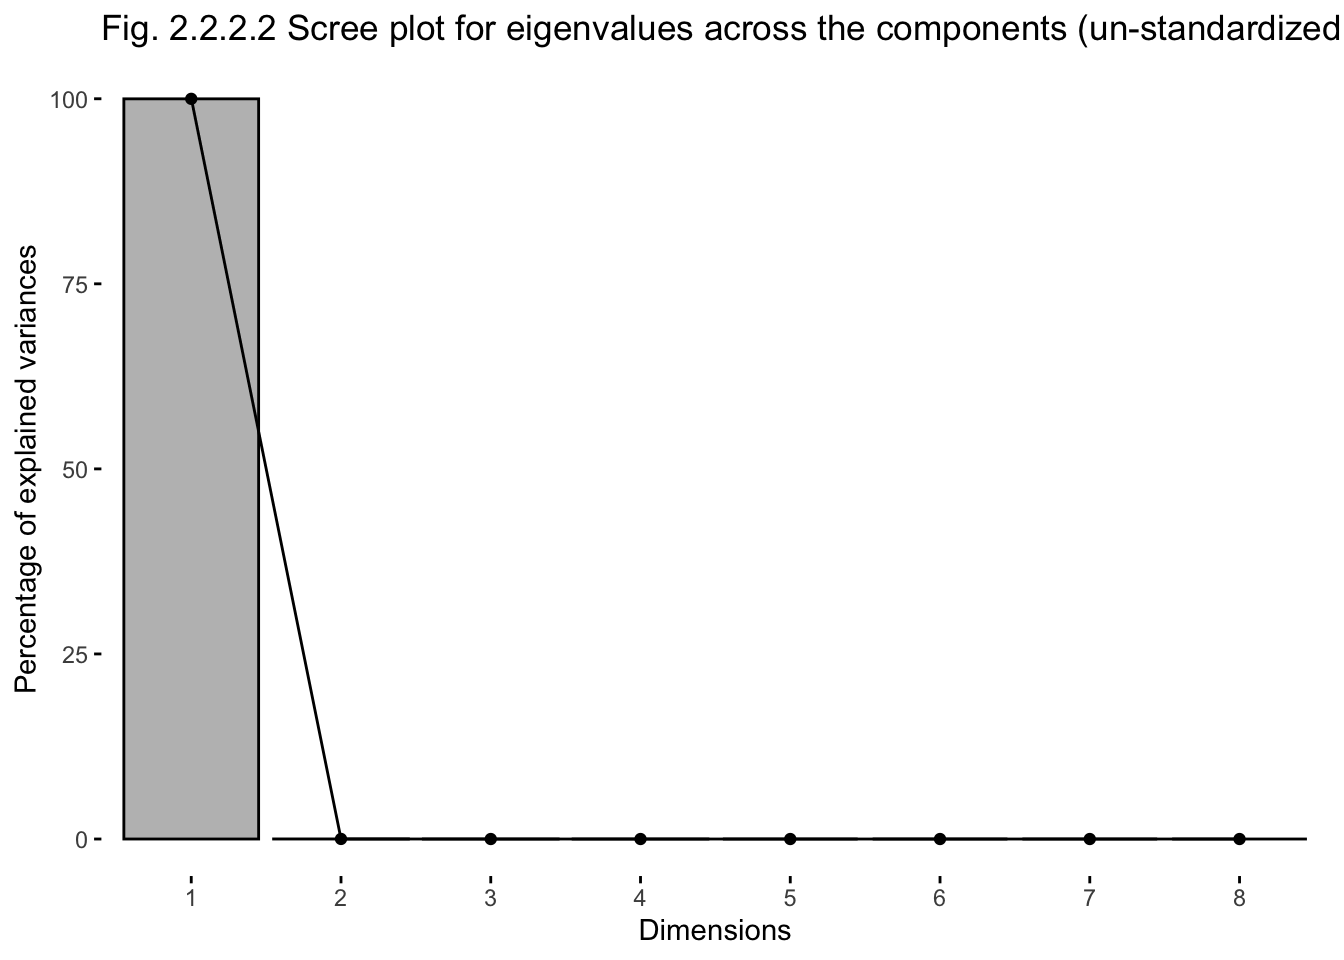 Fig. 2.2.2.2 Scree plot for eigenvalues across the components (un-standardized
Percentage of explained variances
100
75
50
25
0
1 2 3 4 5 6 7 8
Dimensions